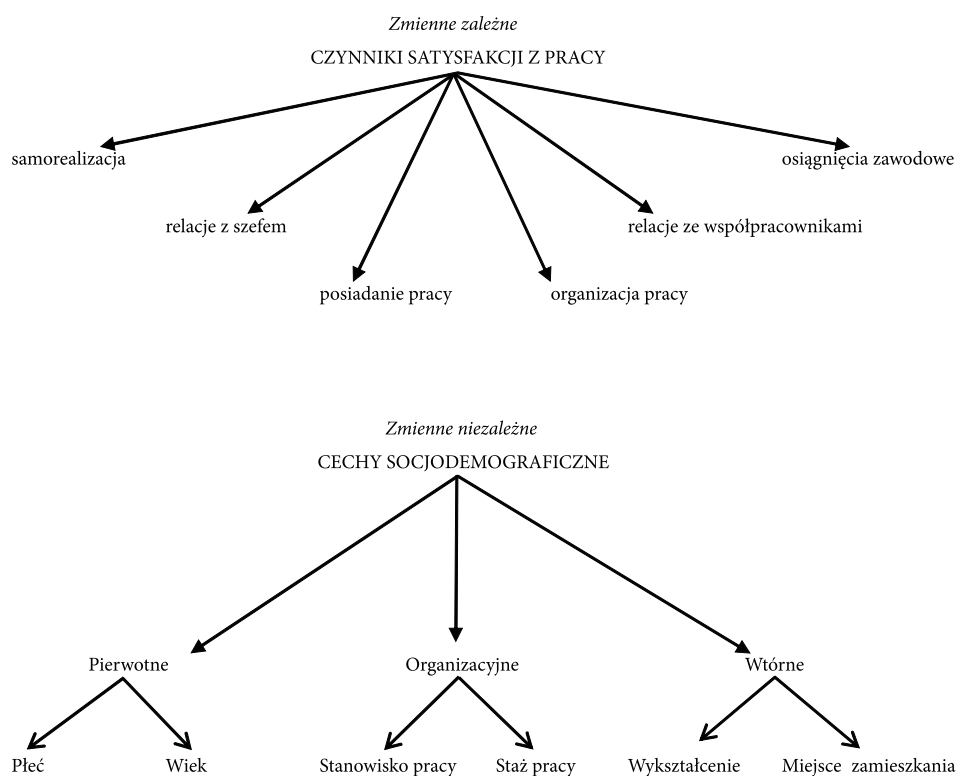 Zmienne zależne
CZYNNIKI SATYSFAKCJI Z PRACY
samorealizacja
osiągnięcia zawodowe
relacje z szefem
relacje ze współpracownikami
posiadanie pracy
organizacja pracy
Zmienne niezależne
CECHY SOCJODEMOGRAFICZNE
Pierwotne
Organizacyjne
Wtórne
Płeć
Wiek
Stanowisko pracy
Staż pracy
Wykształcenie
Miejsce zamieszkania